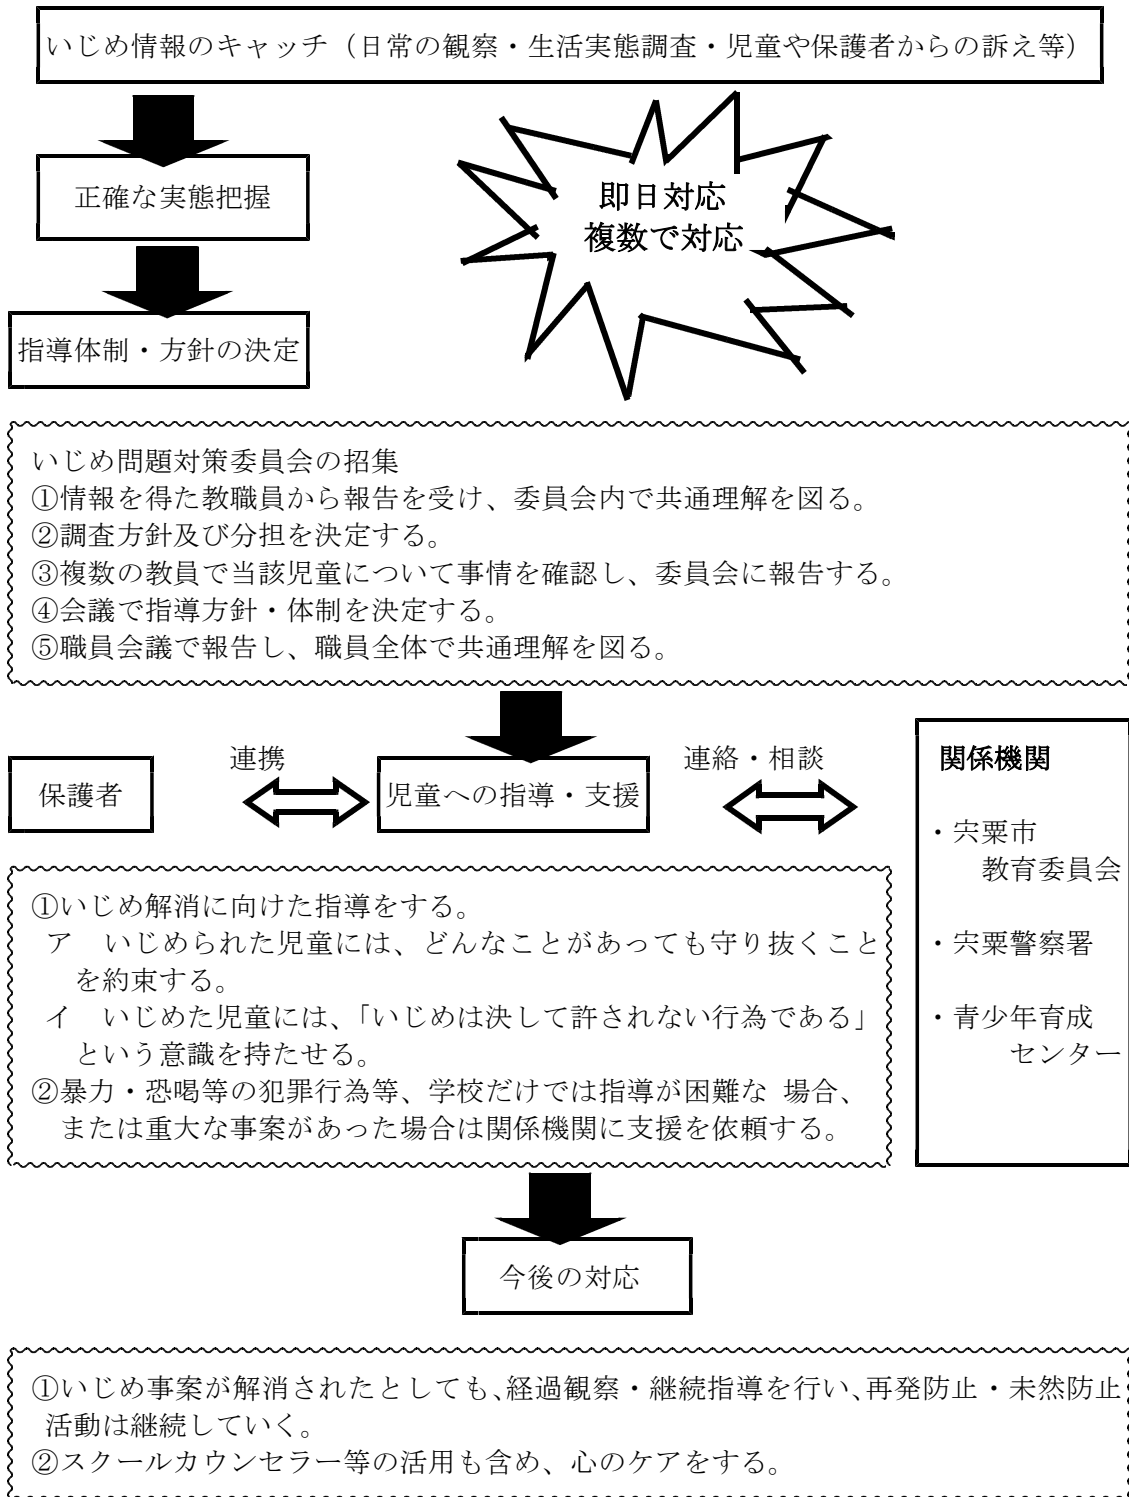 いじめ情報のキャッチ（日常の観察・生活実態調査・児童や保護者からの訴え等）
正確な実態把握
即日対応
複数で対応
指導体制・方針の決定
いじめ問題対策委員会の招集
①情報を得た教職員から報告を受け、委員会内で共通理解を図る。
②調査方針及び分担を決定する。
③複数の教員で当該児童について事情を確認し、委員会に報告する。
④会議で指導方針・体制を決定する。
⑤職員会議で報告し、職員全体で共通理解を図る。
保護者
連携
児童への指導・支援
連絡・相談
関係機関
・宍粟市
教育委員会
・宍粟警察署
・青少年育成
センター
①いじめ解消に向けた指導をする。
ア　いじめられた児童には、どんなことがあっても守り抜くこと
を約束する。
イ　いじめた児童には、「いじめは決して許されない行為である」
という意識を持たせる。
②暴力・恐喝等の犯罪行為等、学校だけでは指導が困難な 場合、
または重大な事案があった場合は関係機関に支援を依頼する。
今後の対応
①いじめ事案が解消されたとしても、経過観察・継続指導を行い、再発防止・未然防止
活動は継続していく。
②スクールカウンセラー等の活用も含め、心のケアをする。